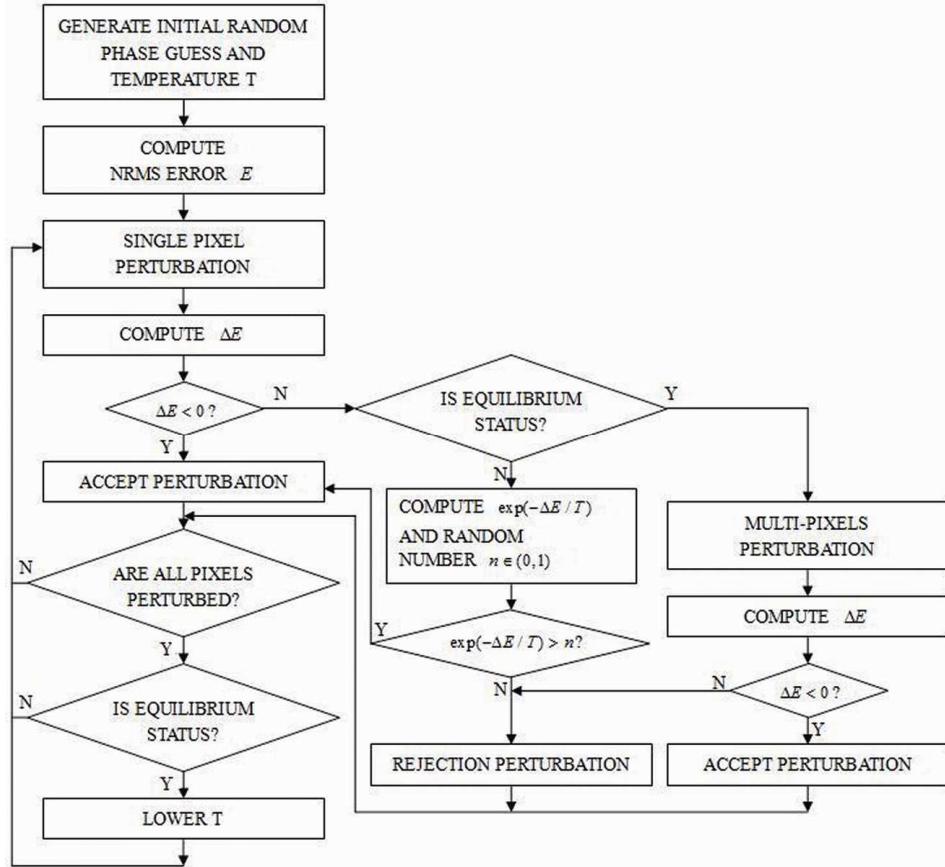 GENERATE INITIAL RANDOM
PHASE GUESS AND
TEMPERATURE T
COMPUTE
NRMS ERROR E
SINGLE PIXEL
PERTURBATION
COMPUTE ΔE
ΔE < 0 ?
N
Y
IS EQUILIBRIUM
STATUS?
Y
N
ACCEPT PERTURBATION
COMPUTE exp(−ΔE / T)
AND RANDOM
NUMBER n ∈ (0,1)
MULTI-PIXELS
PERTURBATION
N
ARE ALL PIXELS
PERTURBED?
Y
COMPUTE ΔE
Y
exp(−ΔE / T) > n?
N
N
ΔE < 0 ?
Y
N
IS EQUILIBRIUM
STATUS?
Y
REJECTION PERTURBATION
ACCEPT PERTURBATION
LOWER T